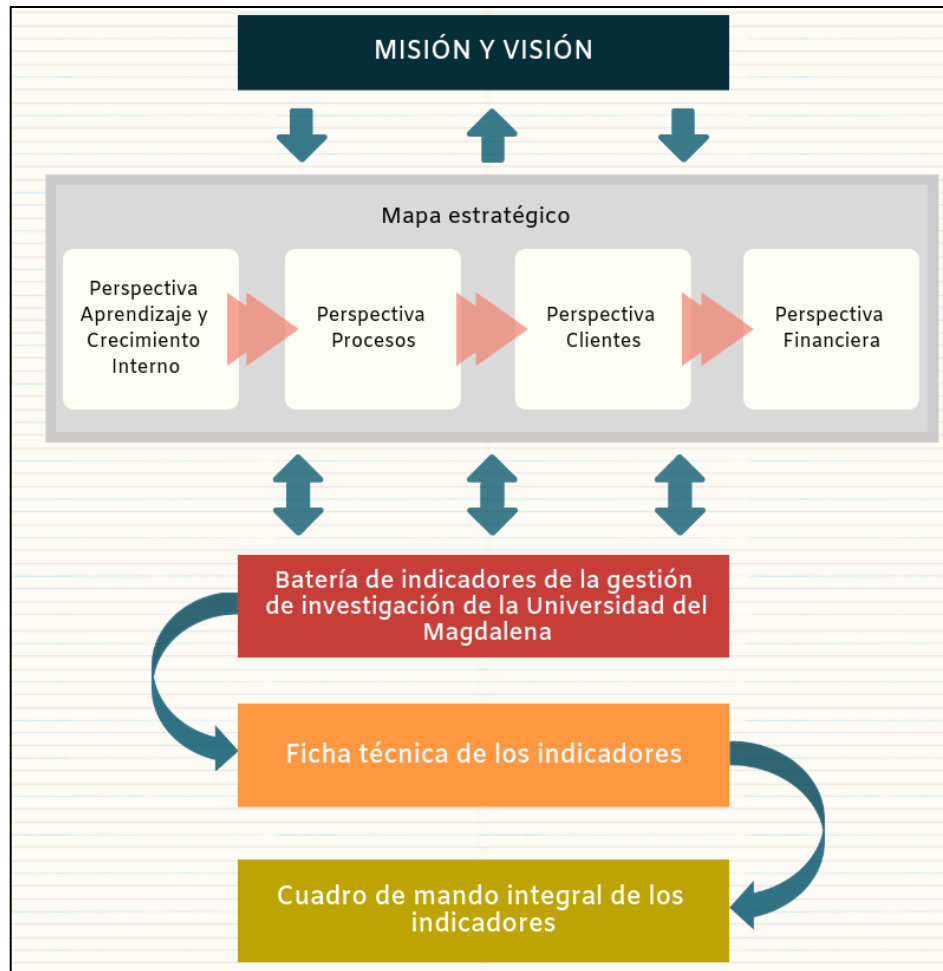 MISIÓN Y VISIÓN
Mapa estratégico
Perspectiva
Aprendizaje y
Crecimiento
Interno
Perspectiva
Procesos
Perspectiva
Clientes
Perspectiva
Financiera
Batería de indicadores de la gestión
de investigación de la Universidad del
Magdalena
Ficha técnica de los indicadores
Cuadro de mando integral de los
indicadores